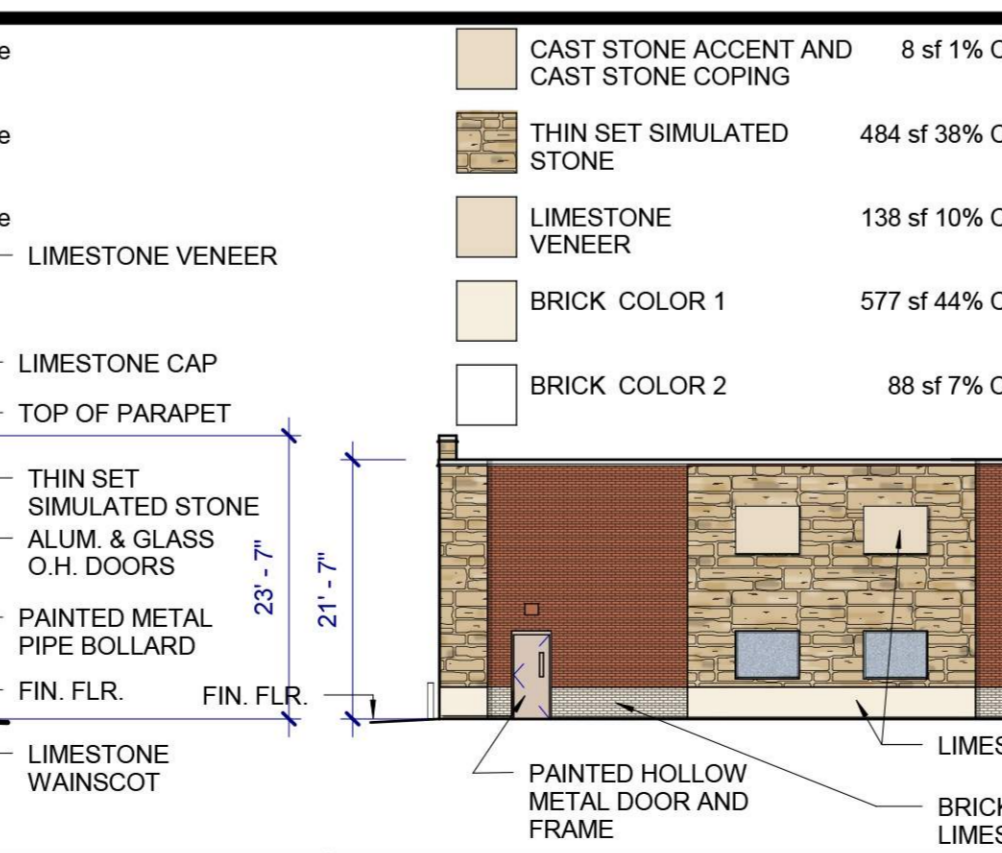 e
e
e
LIMESTONE VENEER
LIMESTONE CAP
TOP OF PARAPET
THIN SET
SIMULATED STONE
ALUM. & GLASS
O.H. DOORS
PAINTED METAL
PIPE BOLLARD
FIN. FLR.
LIMESTONE
WAINSCOT
23' - 7"
21' - 7"
FIN. FLR.
CAST STONE ACCENT AND
CAST STONE COPING
8 sf 1% C
THIN SET SIMULATED
STONE
484 sf 38% C
LIMESTONE
VENEER
138 sf 10% C
BRICK COLOR 1
577 sf 44% C
BRICK COLOR 2
88 sf 7% C
PAINTED HOLLOW
METAL DOOR AND
FRAME
LIMES
BRICK
LIMES